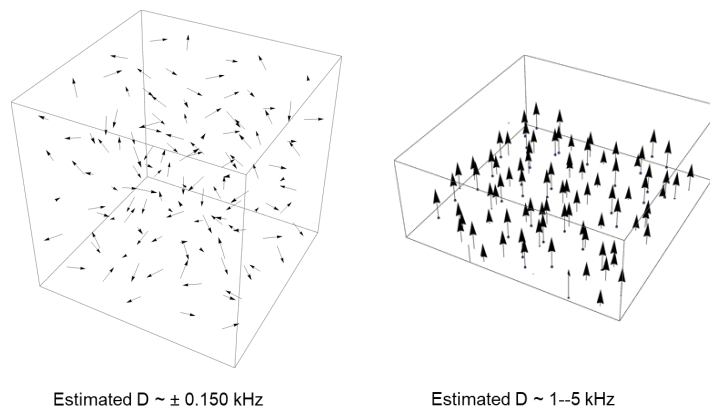 Estimated D ~ ± 0.150 kHz
Estimated D ~ 1--5 kHz